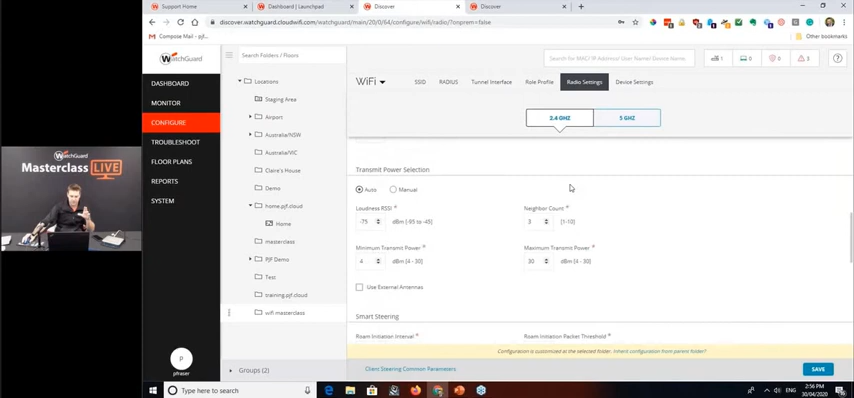 Support Home
Dashboard | Launchpad
Discover
Discover
discover.watchguard.cloudwifi.com/watchguard/main/20/0/64/configure/wifi/radio/?onprem=false
Compose Mail - pjf...
Other bookmarks
WatchGuard
Search Folders / Floors
Search for MAC/ IP Address/ User Name/ Device Name
1
0
0
3
WiFi
SSID
RADIUS
Tunnel Interface
Role Profile
Radio Settings
Device Settings
2.4 GHZ
5 GHZ
DASHBOARD
MONITOR
CONFIGURE
TROUBLESHOOT
FLOOR PLANS
REPORTS
SYSTEM
P
pfraser
Locations
Staging Area
Airport
Australia/NSW
Australia/VIC
Claire's House
Demo
home.pjf.cloud
Home
masterclass
PJF Demo
Test
training.pjf.cloud
wifi masterclass
Groups (2)
Transmit Power Selection
Auto
Manual
Loudness RSSI *
Neighbor Count *
-75
dBm [-95 to -45]
3
[1-10]
Minimum Transmit Power *
Maximum Transmit Power *
4
dBm [4 - 30]
30
dBm [4 - 30]
Use External Antennas
Smart Steering
Roam Initiation Interval *
Roam Initiation Packet Threshold *
Configuration is customized at the selected folder. Inherit configuration from parent folder?
Client Steering Common Parameters
SAVE
WatchGuard
Masterclass LIVE
Type here to search
ENG
2:56 PM
30/04/2020